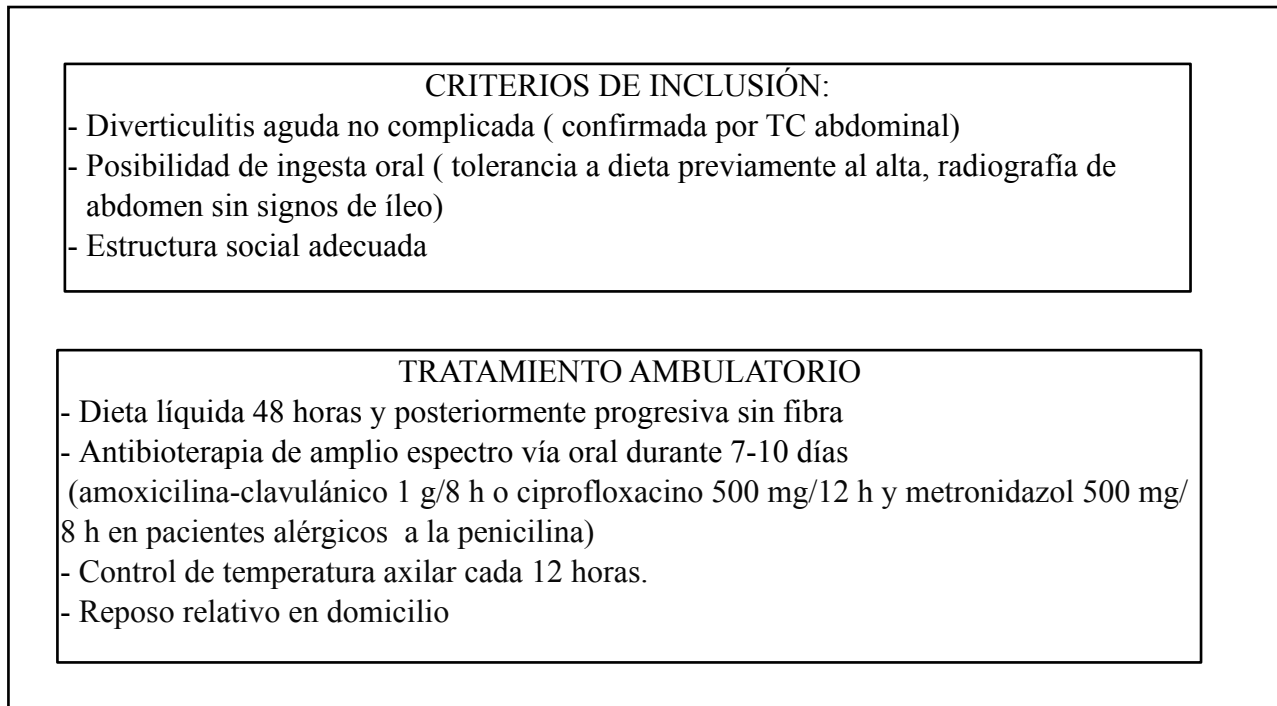 CRITERIOS DE INCLUSIÓN:
- Diverticulitis aguda no complicada ( confirmada por TC abdominal)
- Posibilidad de ingesta oral ( tolerancia a dieta previamente al alta, radiografía de
abdomen sin signos de íleo)
- Estructura social adecuada
TRATAMIENTO AMBULATORIO
- Dieta líquida 48 horas y posteriormente progresiva sin fibra
- Antibioterapia de amplio espectro vía oral durante 7-10 días
(amoxicilina-clavulánico 1 g/8 h o ciprofloxacino 500 mg/12 h y metronidazol 500 mg/
8 h en pacientes alérgicos  a la penicilina)
- Control de temperatura axilar cada 12 horas.
- Reposo relativo en domicilio